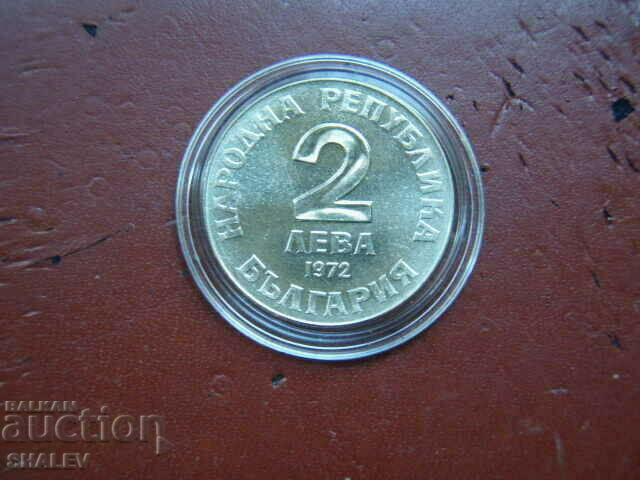 НАРОДНА РЕПУБЛИКА
2
ЛЕВА
1972
БЪЛГАРИЯ
BALKAN
auction
SHALEV